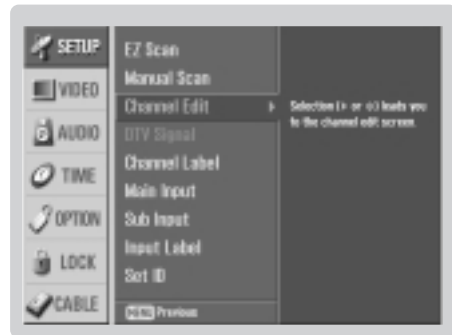 SETUP
VIDEO
AUDIO
TIME
OPTION
LOCK
CABLE
EZ Scan
Manual Scan
Channel Edit
DTV Signal
Channel Label
Main Input
Sub Input
Input Label
Set ID
MENU Previous
Selection (▶ or ⊙) leads you
to the channel edit screen.